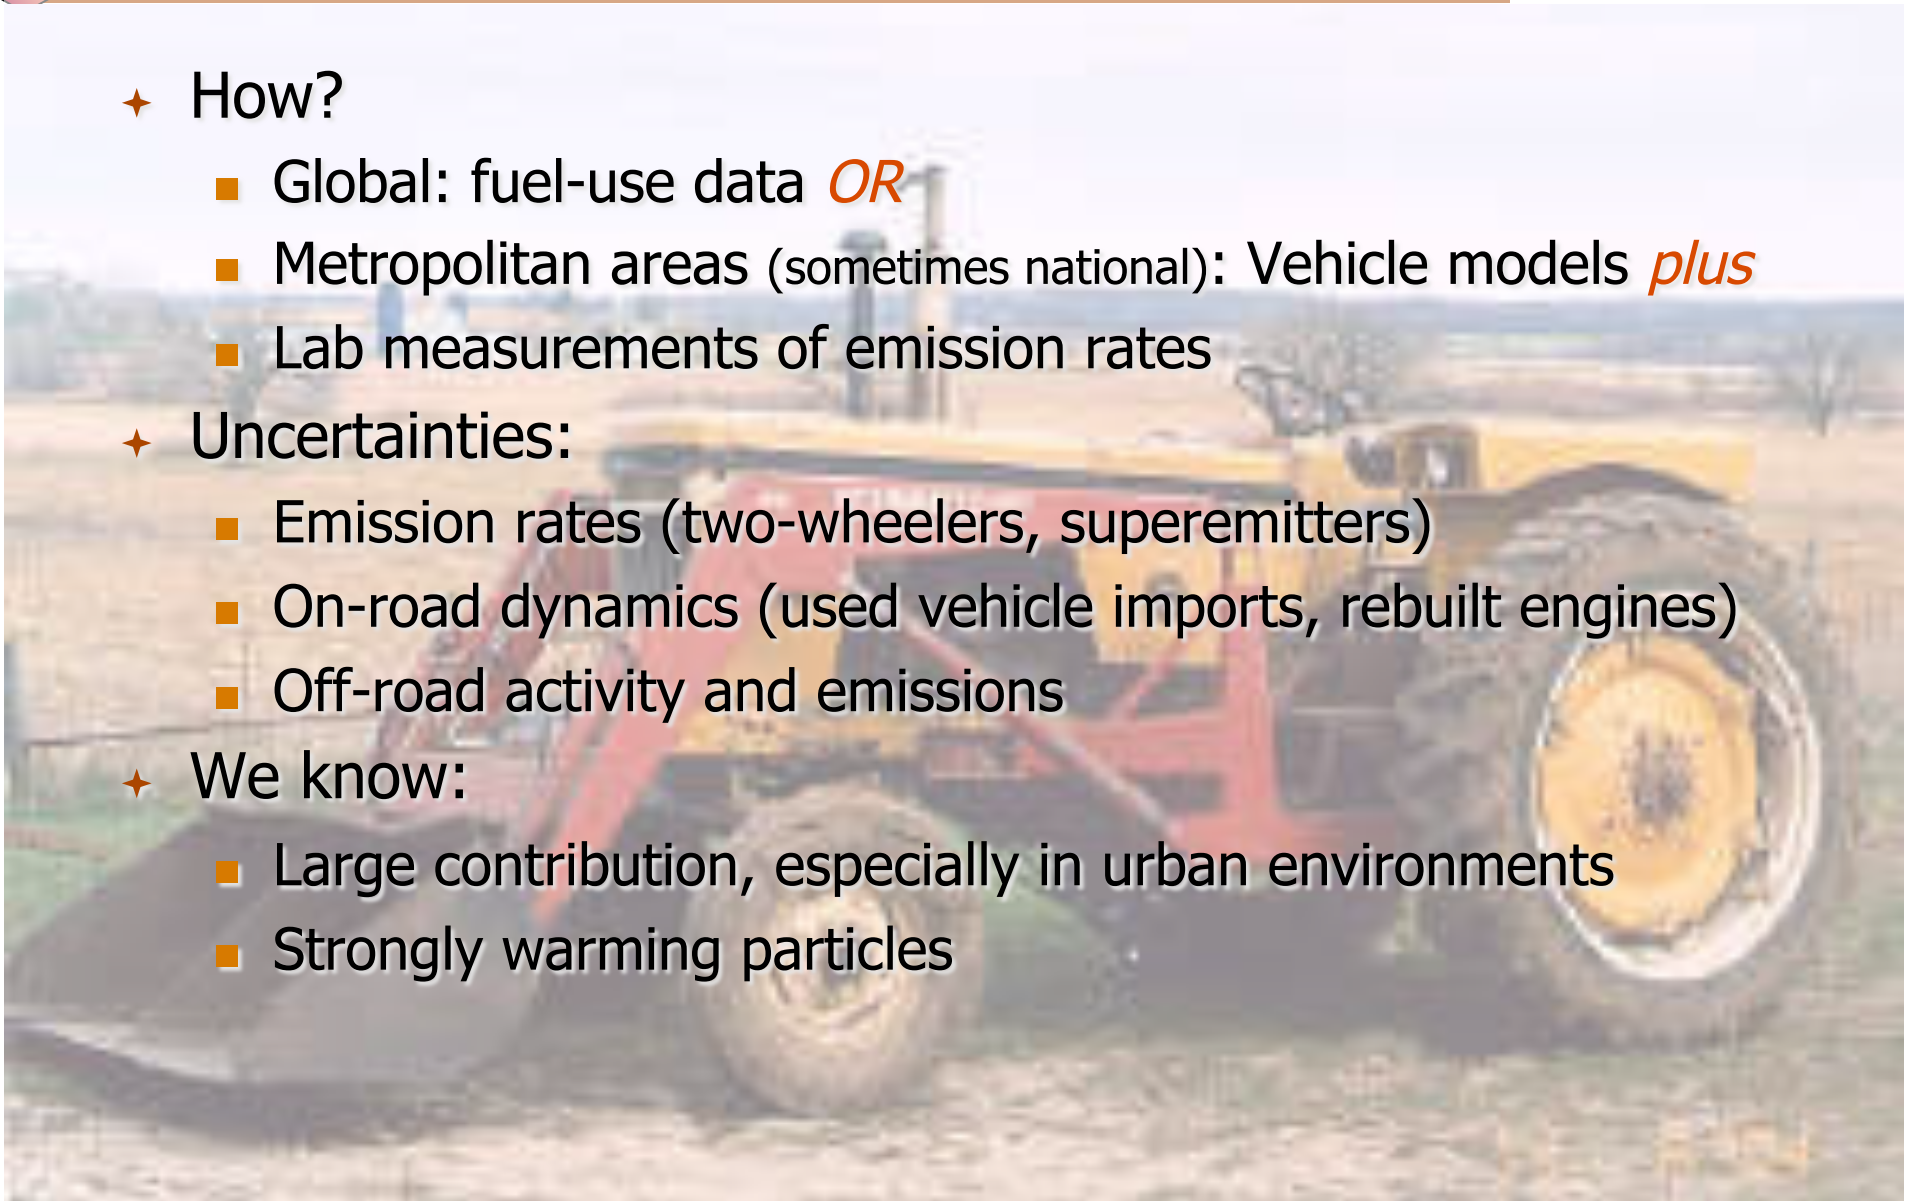 How?
Global: fuel-use data OR
Metropolitan areas (sometimes national): Vehicle models plus
Lab measurements of emission rates
Uncertainties:
Emission rates (two-wheelers, superemitters)
On-road dynamics (used vehicle imports, rebuilt engines)
Off-road activity and emissions
We know:
Large contribution, especially in urban environments
Strongly warming particles